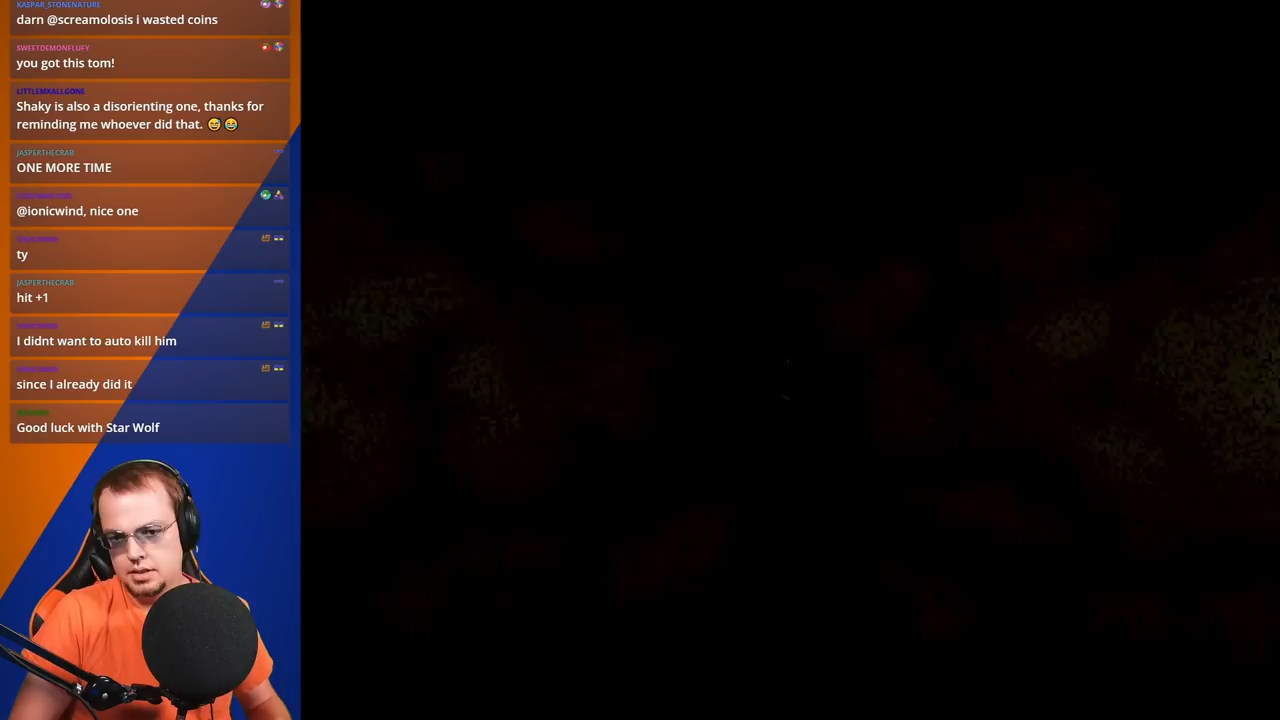 KASPAR_STONENATURE
darn @screamolosis i wasted coins
SWEETDEMONFLUFY
you got this tom!
LITTLEMXALLGONE
Shaky is also a disorienting one, thanks for
reminding me whoever did that. 😅 😂
JASPERTHECRAB
ONE MORE TIME
@ionicwind, nice one
ty
JASPERTHECRAB
hit +1
I didnt want to auto kill him
since I already did it
Good luck with Star Wolf